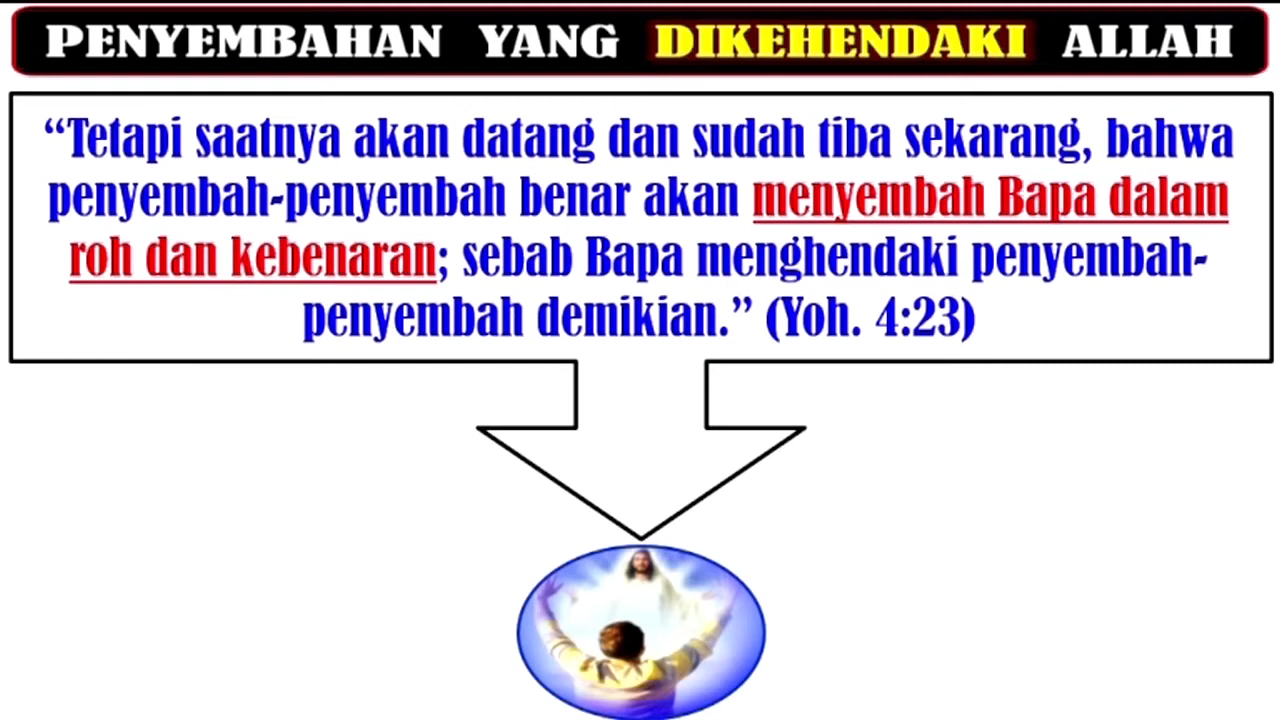 PENYEMBAHAN YANG DIKEHENDAKI ALLAH
“Tetapi saatnya akan datang dan sudah tiba sekarang, bahwa
penyembah-penyembah benar akan menyembah Bapa dalam
roh dan kebenaran; sebab Bapa menghendaki penyembah-
penyembah demikian.” (Yoh. 4:23)